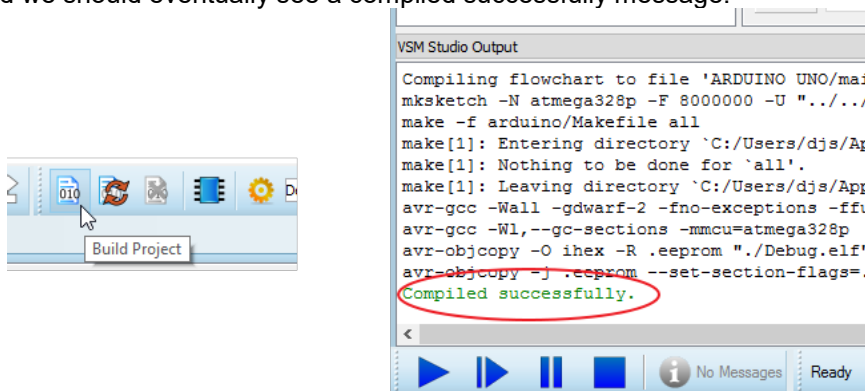 d we should eventually see a compiled successfully message.
VSM Studio Output
Compiling flowchart to file 'ARDUINO UNO/mai
mksketch -N atmega328p -F 8000000 -U "../../
make -f arduino/Makefile all
make[1]: Entering directory `C:/Users/djs/Ap
make[1]: Nothing to be done for `all'.
make[1]: Leaving directory `C:/Users/djs/App
avr-gcc -Wall -gdwarf-2 -fno-exceptions -ffu
avr-gcc -Wl,--gc-sections -mmcu=atmega328p
avr-objcopy -O ihex -R .eeprom "./Debug.elf"
avr-objcopy -j .eeprom --set-section-flags=.
Compiled successfully.
010
Build Project
No Messages
Ready